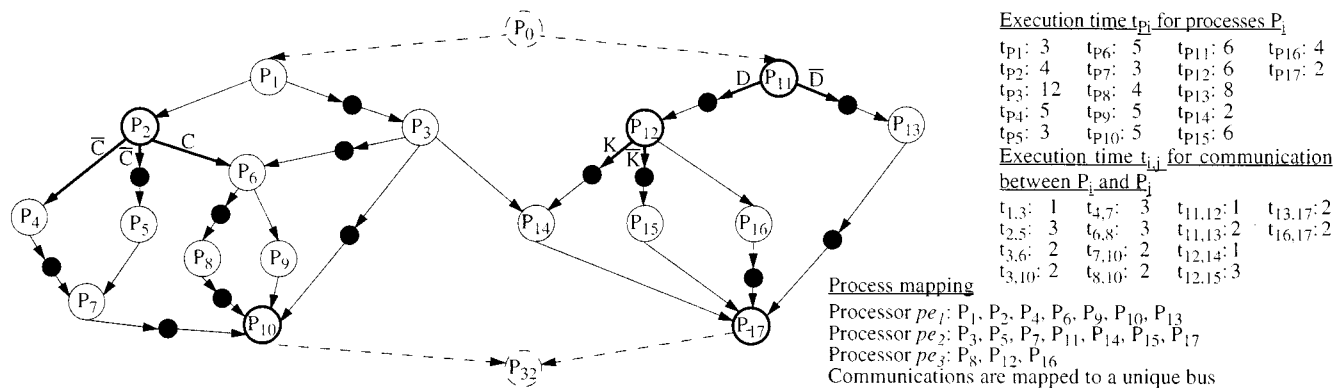 P0
Execution time tPi for processes Pi
P1
D
P11
D̅
tP1: 3 tP6: 5 tP11: 6 tP16: 4
tP2: 4 tP7: 3 tP12: 6 tP17: 2
tP3: 12 tP8: 4 tP13: 8
tP4: 5 tP9: 5 tP14: 2
tP5: 3 tP10: 5 tP15: 6
P2
P3
P12
P13
C̅
C̅
C
K
K̅
P6
Execution time ti,j for communication
between Pi and Pj
P4
P5
P14
P15
P16
t1,3: 1 t4,7: 3 t11,12: 1 t13,17: 2
t2,5: 3 t6,8: 3 t11,13: 2 t16,17: 2
t3,6: 2 t7,10: 2 t12,14: 1
t3,10: 2 t8,10: 2 t12,15: 3
P8
P9
P7
P10
P17
P32
Process mapping
Processor pe1: P1, P2, P4, P6, P9, P10, P13
Processor pe2: P3, P5, P7, P11, P14, P15, P17
Processor pe3: P8, P12, P16
Communications are mapped to a unique bus